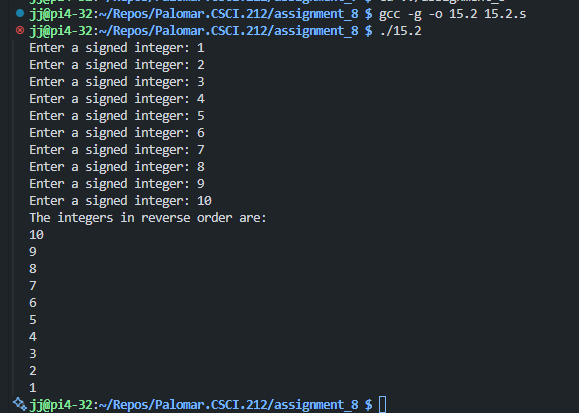 jj@pi4-32:~/Repos/Palomar.CSCI.212/assignment_8 $ gcc -g -o 15.2 15.2.s
jj@pi4-32:~/Repos/Palomar.CSCI.212/assignment_8 $ ./15.2
Enter a signed integer: 1
Enter a signed integer: 2
Enter a signed integer: 3
Enter a signed integer: 4
Enter a signed integer: 5
Enter a signed integer: 6
Enter a signed integer: 7
Enter a signed integer: 8
Enter a signed integer: 9
Enter a signed integer: 10
The integers in reverse order are:
10
9
8
7
6
5
4
3
2
1
jj@pi4-32:~/Repos/Palomar.CSCI.212/assignment_8 $